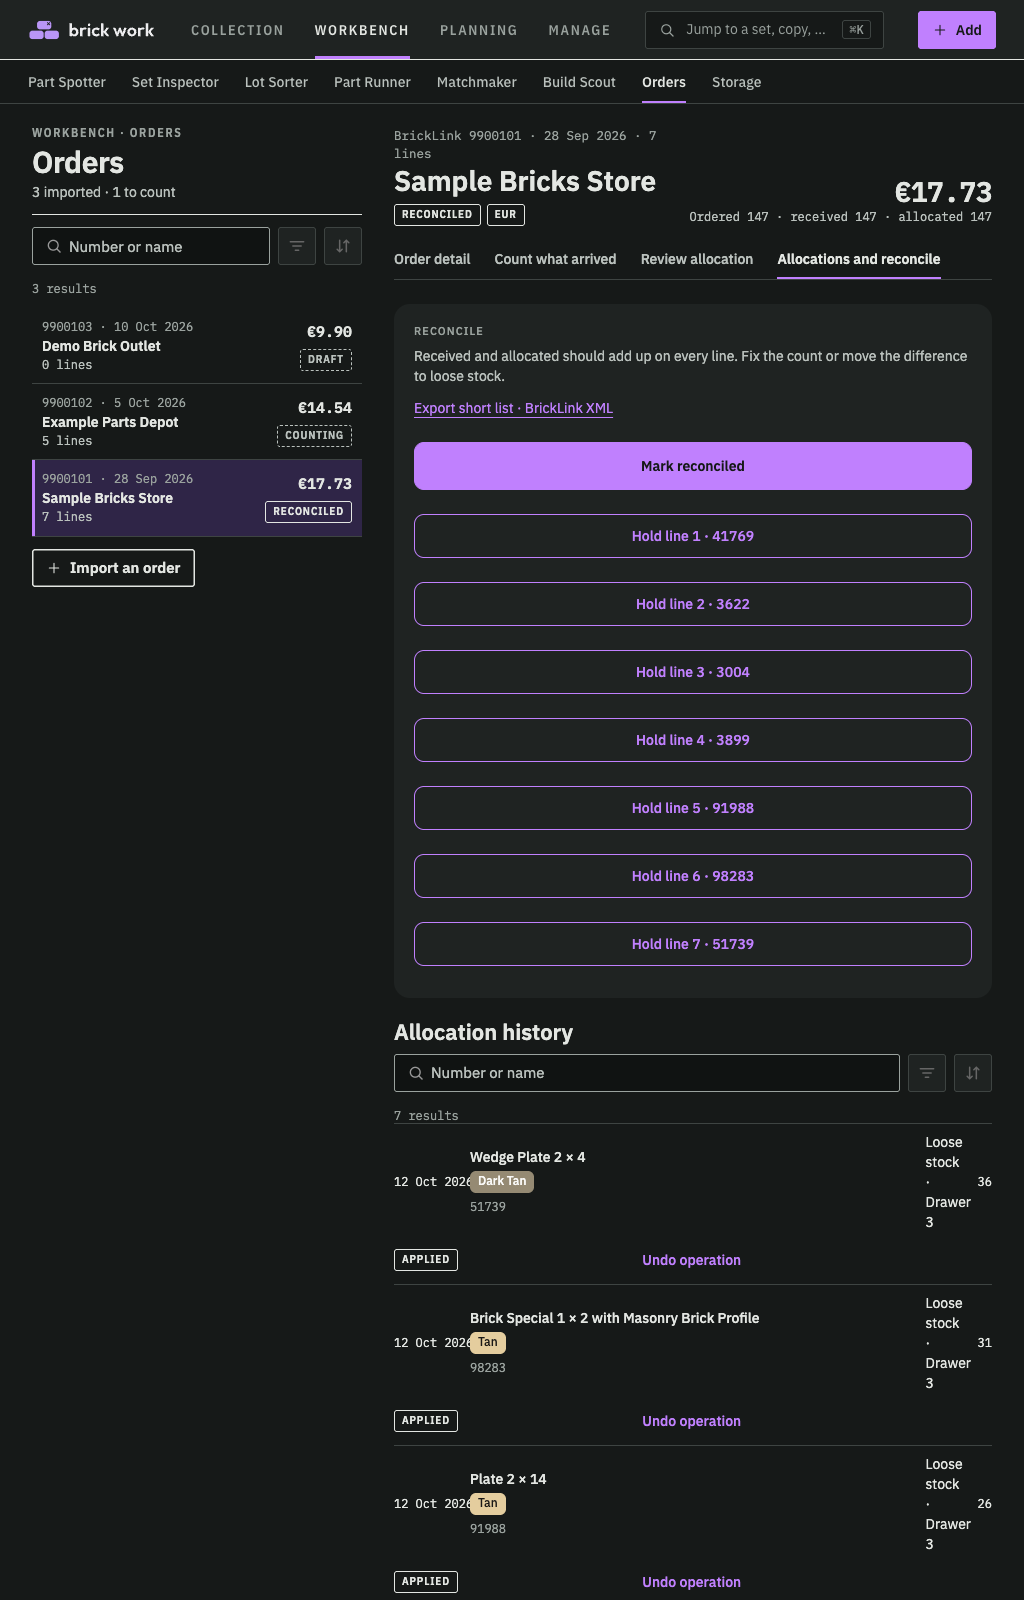 brick work
COLLECTION
WORKBENCH
PLANNING
MANAGE
Jump to a set, copy, ...
⌘K
Add
Part Spotter
Set Inspector
Lot Sorter
Part Runner
Matchmaker
Build Scout
Orders
Storage
WORKBENCH · ORDERS
Orders
3 imported · 1 to count
Number or name
3 results
9900103 · 10 Oct 2026
€9.90
Demo Brick Outlet
0 lines
DRAFT
9900102 · 5 Oct 2026
€14.54
Example Parts Depot
5 lines
COUNTING
9900101 · 28 Sep 2026
€17.73
Sample Bricks Store
7 lines
RECONCILED
Import an order
BrickLink 9900101 · 28 Sep 2026 · 7
lines
Sample Bricks Store
RECONCILED
EUR
€17.73
Ordered 147 · received 147 · allocated 147
Order detail
Count what arrived
Review allocation
Allocations and reconcile
RECONCILE
Received and allocated should add up on every line. Fix the count or move the difference
to loose stock.
Export short list · BrickLink XML
Mark reconciled
Hold line 1 · 41769
Hold line 2 · 3622
Hold line 3 · 3004
Hold line 4 · 3899
Hold line 5 · 91988
Hold line 6 · 98283
Hold line 7 · 51739
Allocation history
Number or name
7 results
12 Oct 2026
Wedge Plate 2 × 4
Dark Tan
51739
Loose
stock
·
Drawer
3
36
APPLIED
Undo operation
12 Oct 2026
Brick Special 1 × 2 with Masonry Brick Profile
Tan
98283
Loose
stock
·
Drawer
3
31
APPLIED
Undo operation
12 Oct 2026
Plate 2 × 14
Tan
91988
Loose
stock
·
Drawer
3
26
APPLIED
Undo operation